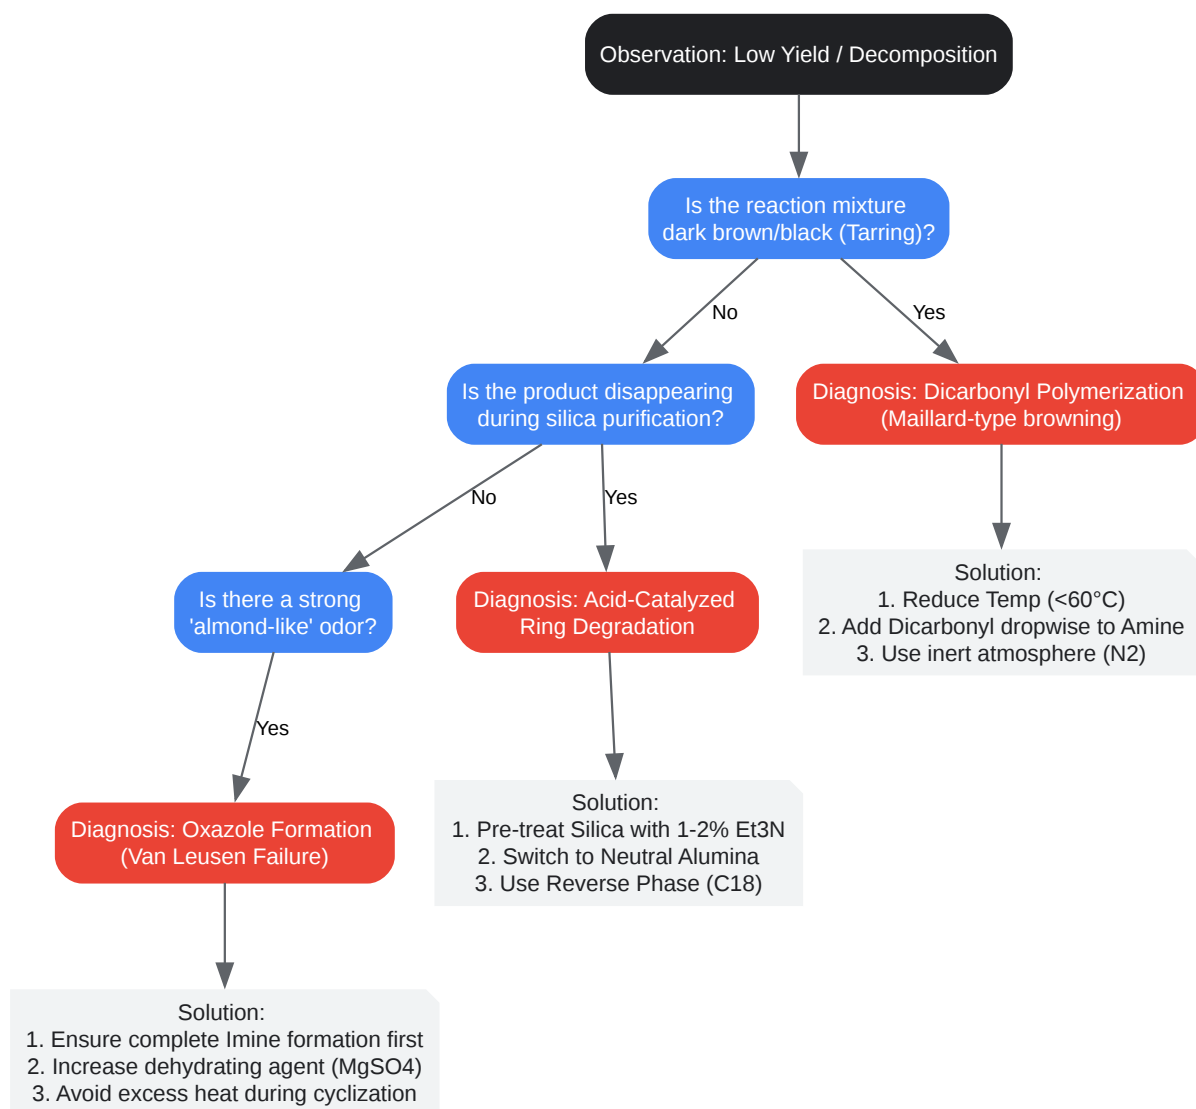 Observation: Low Yield / Decomposition
Is the reaction mixture
dark brown/black (Tarring)?
No
Yes
Is the product disappearing
during silica purification?
Diagnosis: Dicarbonyl Polymerization
(Maillard-type browning)
No
Yes
Is there a strong
'almond-like' odor?
Diagnosis: Acid-Catalyzed
Ring Degradation
Solution:
1. Reduce Temp (<60°C)
2. Add Dicarbonyl dropwise to Amine
3. Use inert atmosphere (N2)
Yes
Diagnosis: Oxazole Formation
(Van Leusen Failure)
Solution:
1. Pre-treat Silica with 1-2% Et3N
2. Switch to Neutral Alumina
3. Use Reverse Phase (C18)
Solution:
1. Ensure complete Imine formation first
2. Increase dehydrating agent (MgSO4)
3. Avoid excess heat during cyclization